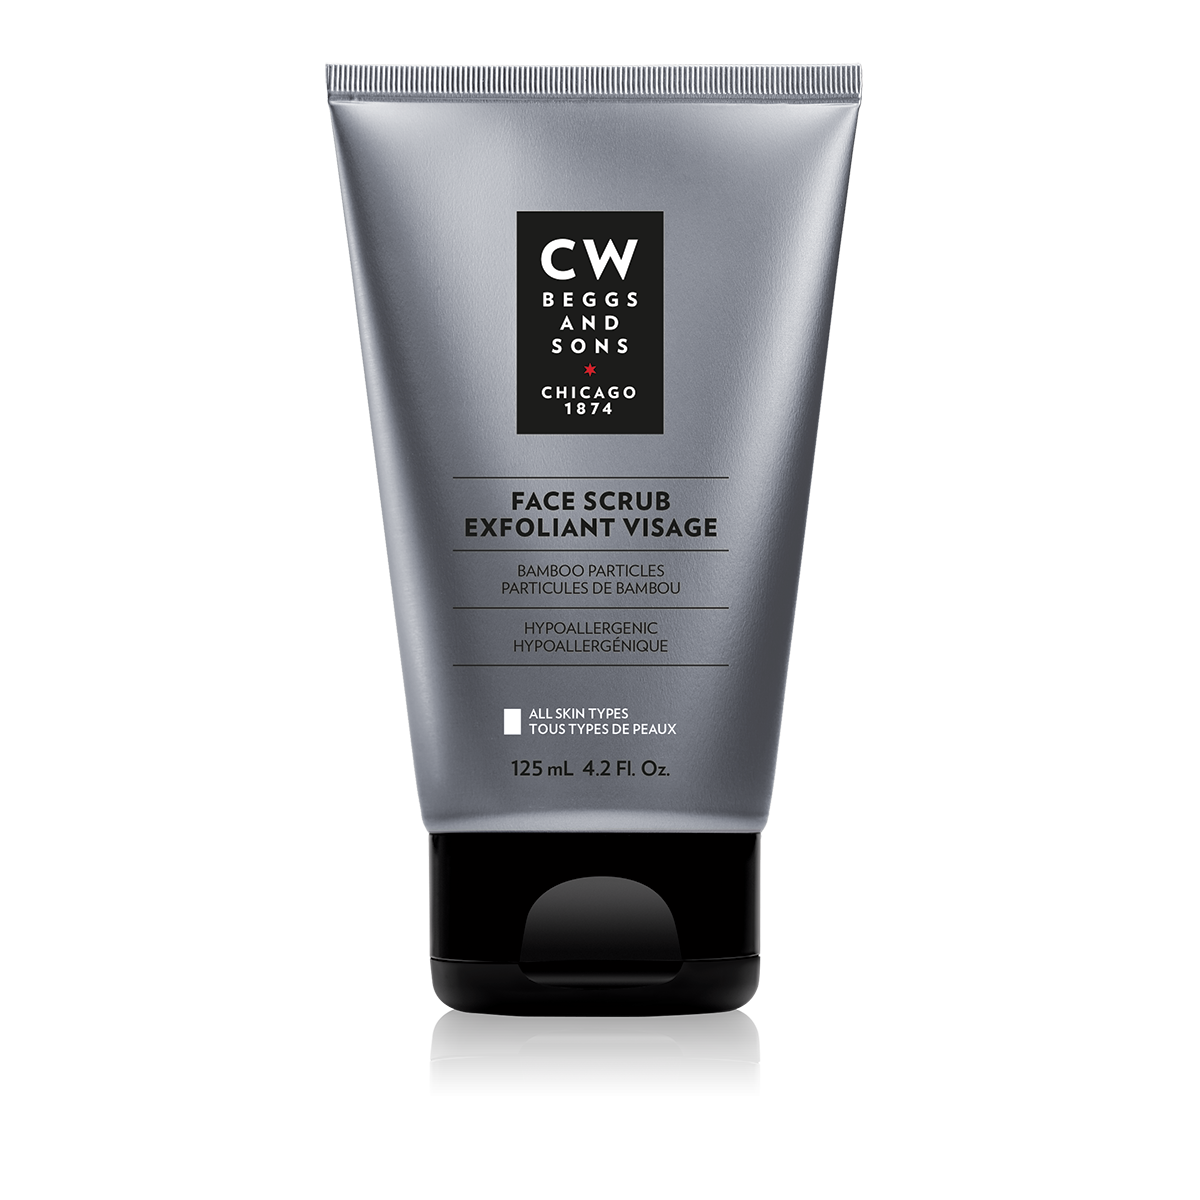 CW
BEGGS
AND
SONS
CHICAGO
1874
FACE SCRUB
EXFOLIANT VISAGE
BAMBOO PARTICLES
PARTICULES DE BAMBOU
HYPOALLERGENIC
HYPOALLERGÉNIQUE
ALL SKIN TYPES
TOUS TYPES DE PEAUX
125 mL 4.2 Fl. Oz.